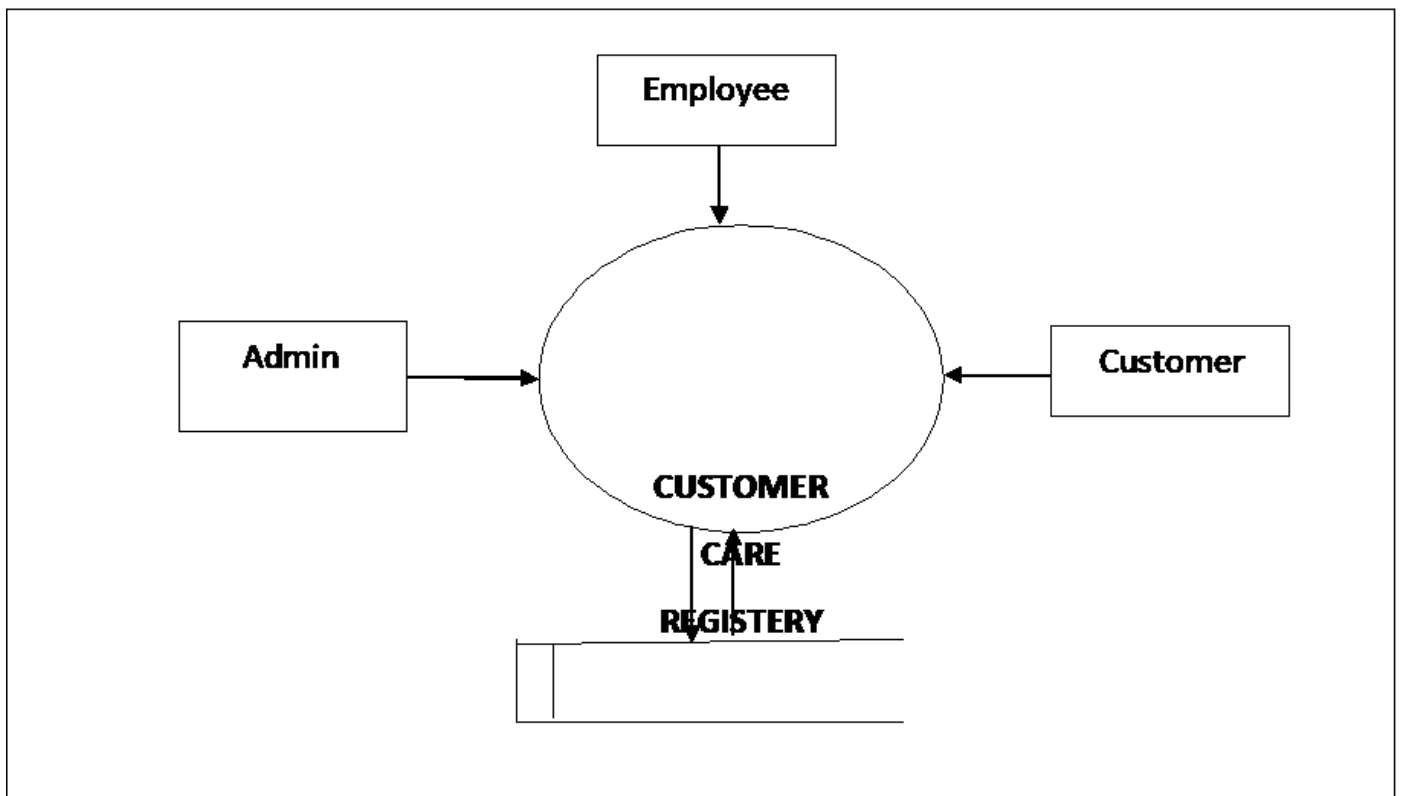 Employee
Admin
Customer
CUSTOMER
CARE
REGISTERY